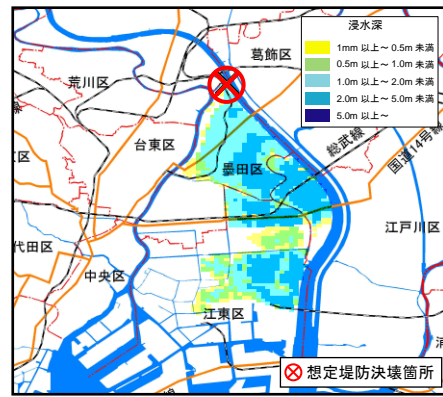 浸水深
1mm 以上～ 0.5m 未満
0.5m 以上～ 1.0m 未満
1.0m 以上～ 2.0m 未満
2.0m 以上～ 5.0m 未満
5.0m 以上～
葛飾区
荒川区
台東区
墨田区
総武線
国道14号線
江戸川区
代田区
中央区
江東区
想定堤防決壊箇所